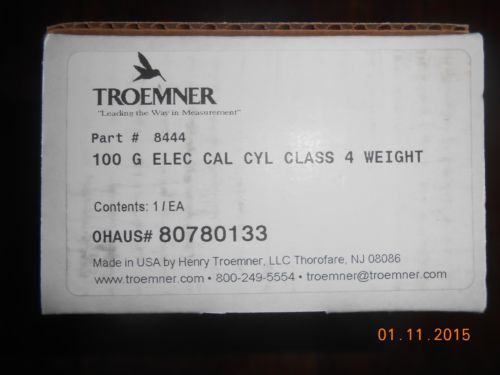 TROEMNER
"Leading the Way in Measurement"
Part # 8444
100 G ELEC CAL CYL CLASS 4 WEIGHT
Contents: 1 / EA
OHAUS# 80780133
Made in USA by Henry Troemner, LLC Thorofare, NJ 08086
www.troemner.com • 800-249-5554 • troemner@troemner.com
01.11.2015